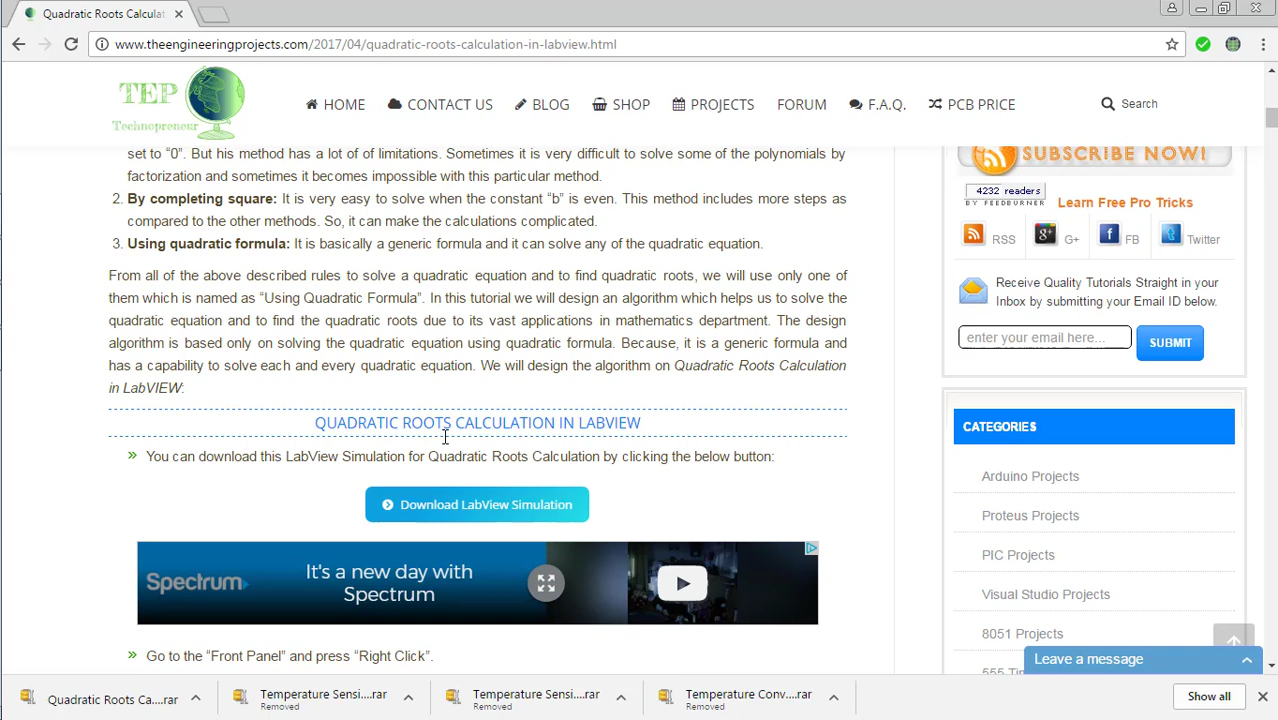 Quadratic Roots Calculat
www.theengineeringprojects.com/2017/04/quadratic-roots-calculation-in-labview.html
TEP
Technopreneur
HOME
CONTACT US
BLOG
SHOP
PROJECTS
FORUM
F.A.Q.
PCB PRICE
Search
set to “0”. But his method has a lot of of limitations. Sometimes it is very difficult to solve some of the polynomials by
factorization and sometimes it becomes impossible with this particular method.
2. By completing square: It is very easy to solve when the constant “b” is even. This method includes more steps as
compared to the other methods. So, it can make the calculations complicated.
3. Using quadratic formula: It is basically a generic formula and it can solve any of the quadratic equation.
From all of the above described rules to solve a quadratic equation and to find quadratic roots, we will use only one of
them which is named as “Using Quadratic Formula”. In this tutorial we will design an algorithm which helps us to solve the
quadratic equation and to find the quadratic roots due to its vast applications in mathematics department. The design
algorithm is based only on solving the quadratic equation using quadratic formula. Because, it is a generic formula and
has a capability to solve each and every quadratic equation. We will design the algorithm on Quadratic Roots Calculation
in LabVIEW:
QUADRATIC ROOTS CALCULATION IN LABVIEW
You can download this LabView Simulation for Quadratic Roots Calculation by clicking the below button:
Download LabView Simulation
Spectrum
It's a new day with
Spectrum
Go to the “Front Panel” and press “Right Click”.
SUBSCRIBE NOW!
4232 readers
BY FEEDBURNER
Learn Free Pro Tricks
RSS
G+
FB
Twitter
Receive Quality Tutorials Straight in your
Inbox by submitting your Email ID below.
enter your email here...
SUBMIT
CATEGORIES
Arduino Projects
Proteus Projects
PIC Projects
Visual Studio Projects
8051 Projects
Leave a message
Quadratic Roots Ca....rar
Temperature Sensi....rar
Removed
Temperature Sensi....rar
Removed
Temperature Conv....rar
Removed
Show all